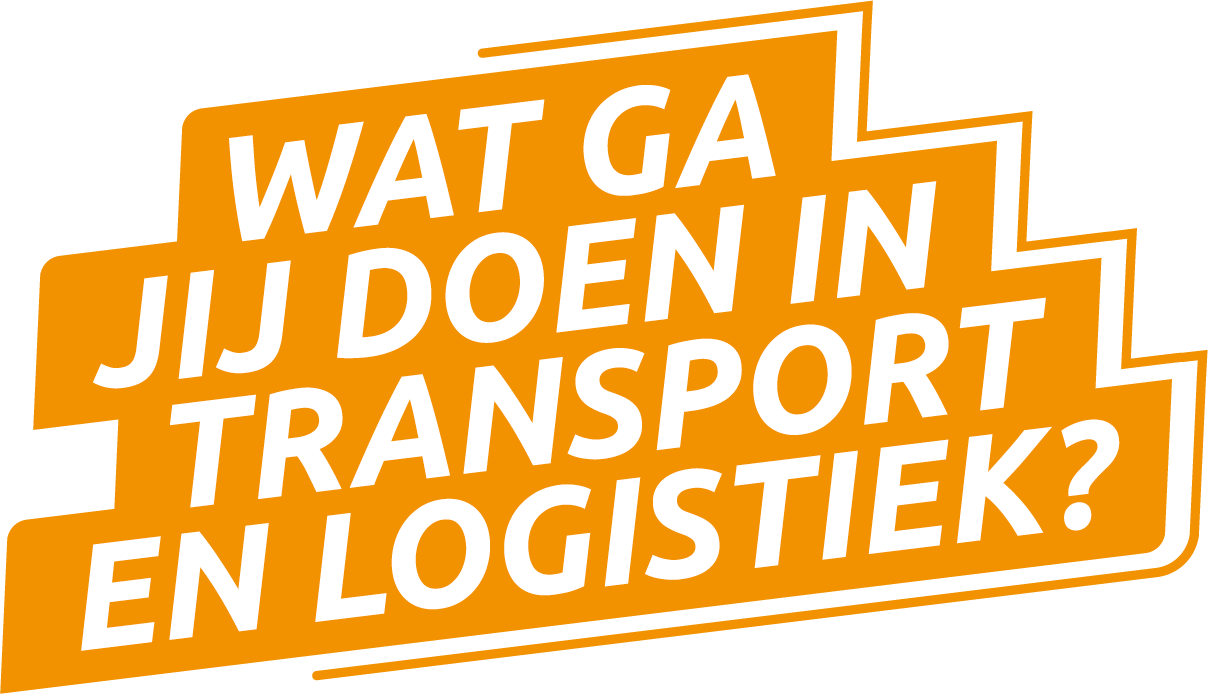 WAT GA
JIJ DOEN IN
TRANSPORT
EN LOGISTIEK?